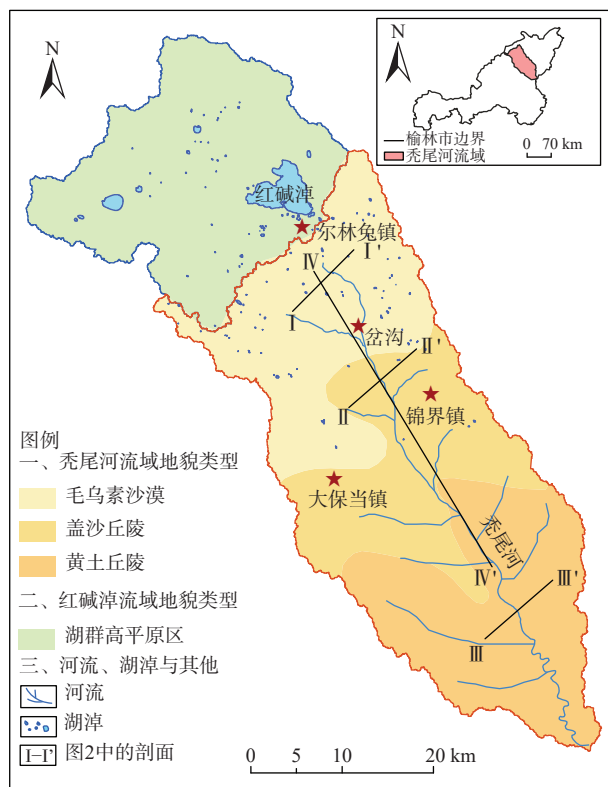 N
N
榆林市边界
秃尾河流域
0 70 km
红碱淖
尔林兔镇
Ⅳ
Ⅰ'
Ⅰ
岔沟
Ⅱ'
Ⅱ
锦界镇
大保当镇
秃尾河
Ⅳ'
Ⅲ'
Ⅲ
图例
一、秃尾河流域地貌类型
毛乌素沙漠
盖沙丘陵
黄土丘陵
二、红碱淖流域地貌类型
湖群高平原区
三、河流、湖淖与其他
河流
湖淖
Ⅰ-Ⅰ' 图2中的剖面
0 5 10 20 km